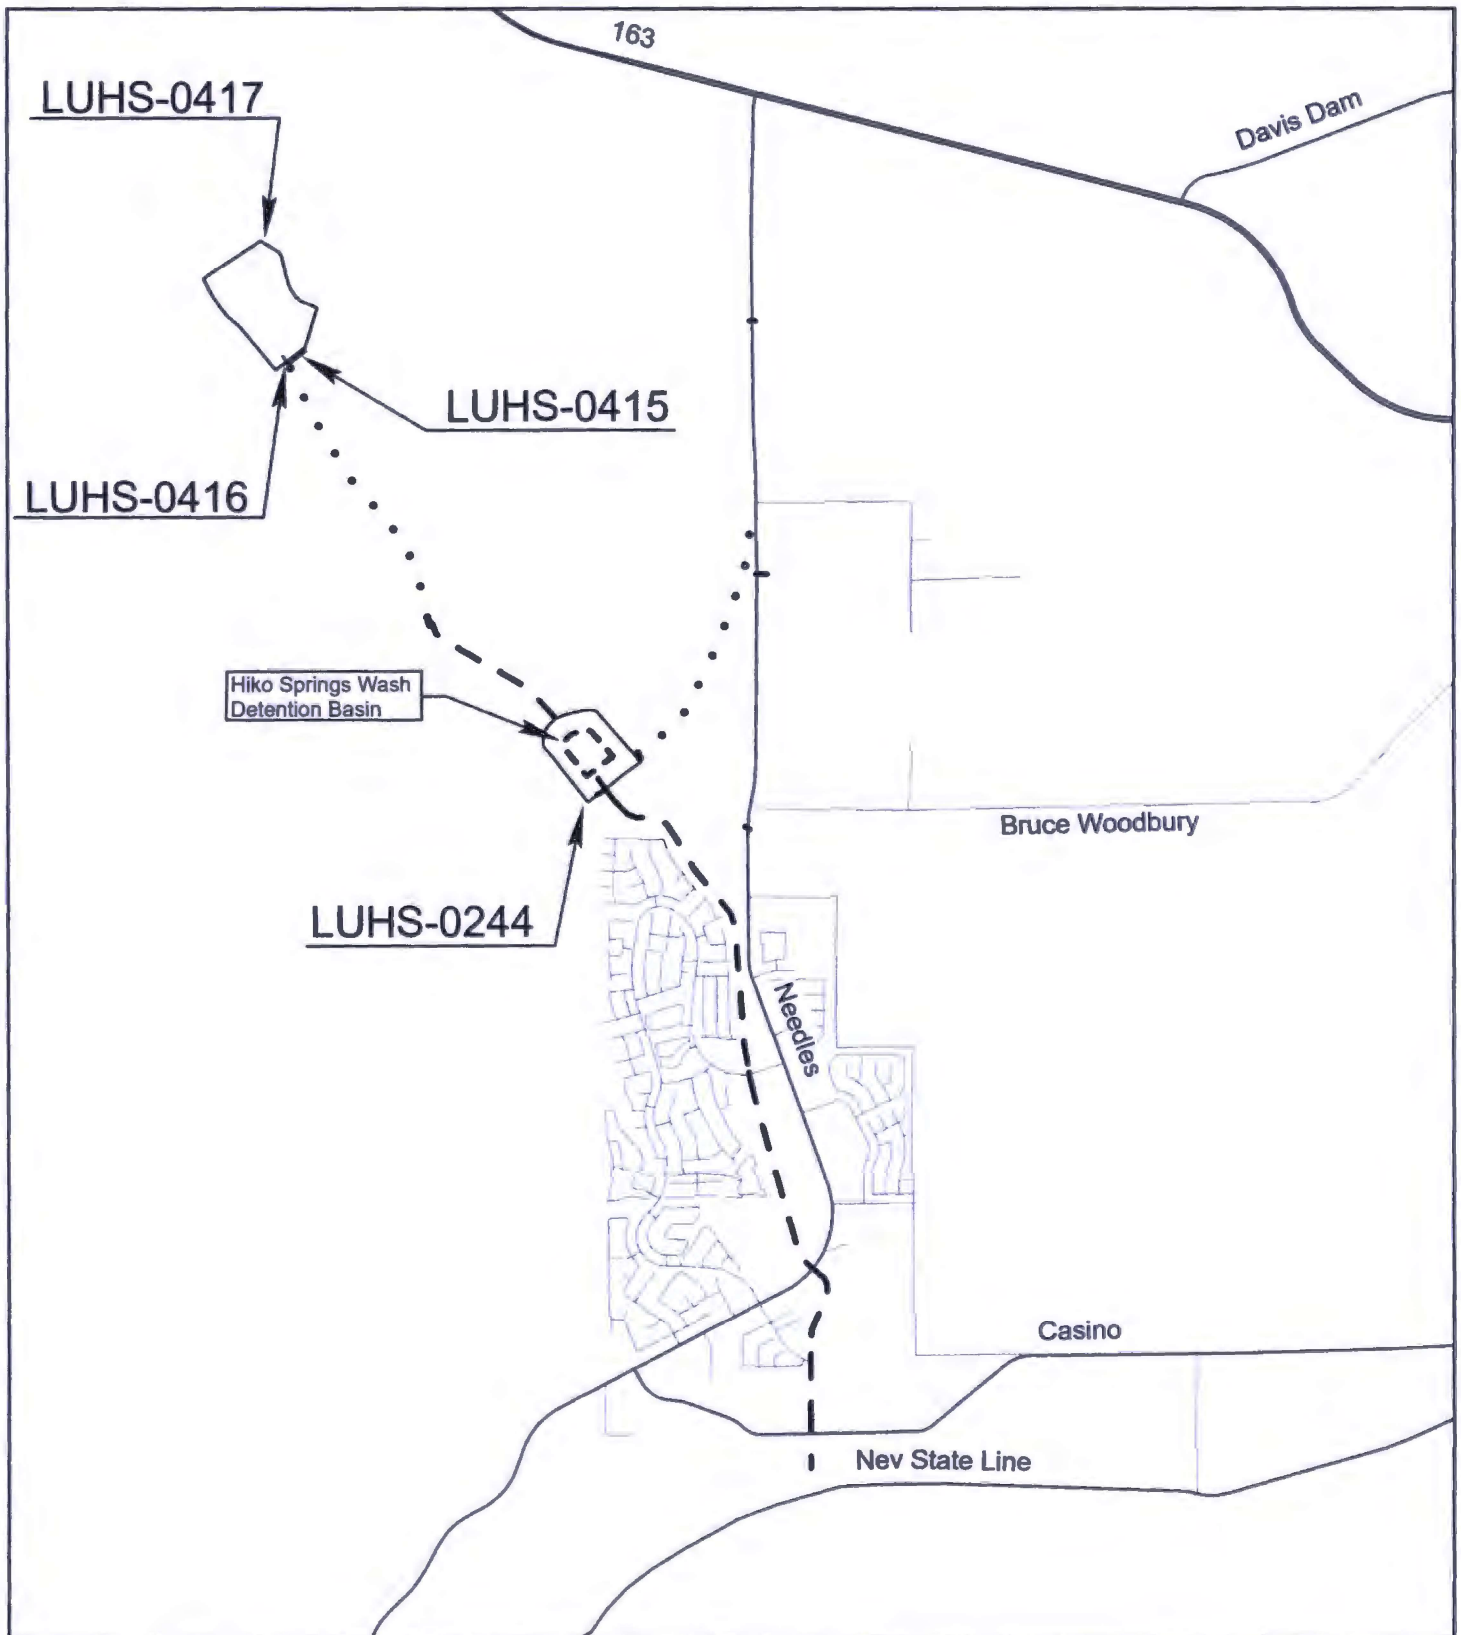 163
LUHS-0417
Davis Dam
LUHS-0415
LUHS-0416
Hiko Springs Wash
Detention Basin
Bruce Woodbury
LUHS-0244
Needles
Casino
Nev State Line